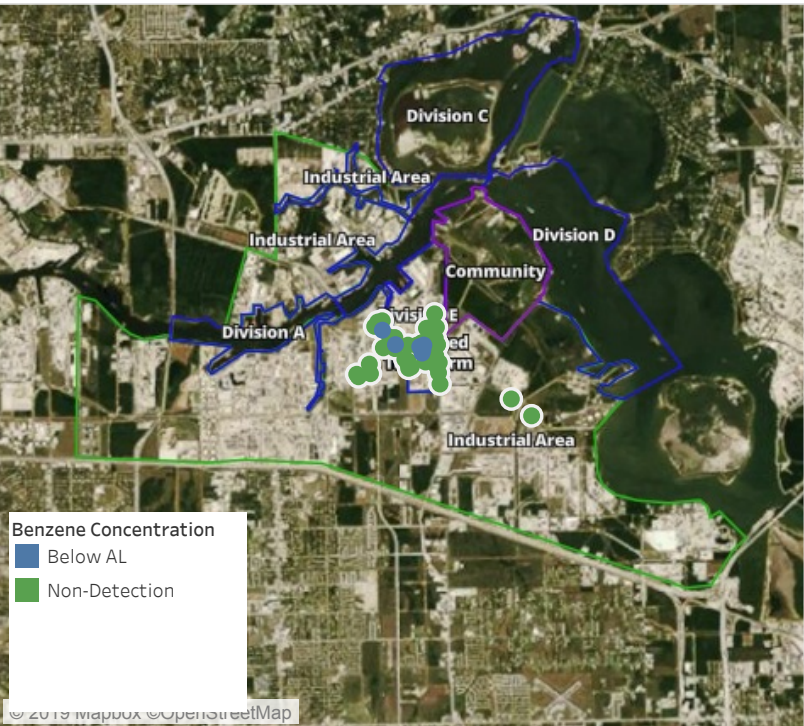 Division C
Industrial Area
Division D
Industrial Area
Community
Division A
E
Industrial Area
Benzene Concentration
Below AL
Non-Detection
© 2019 Mapbox ©OpenStreetMap